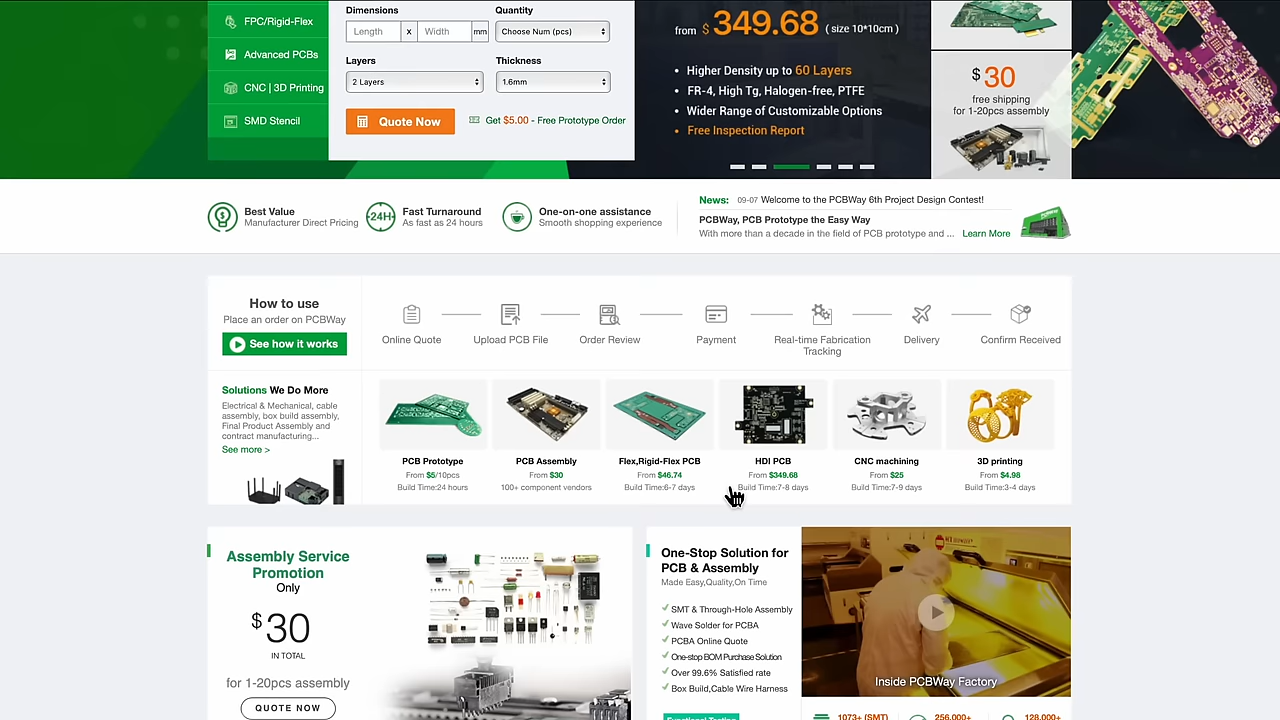 FPC/Rigid-Flex
Advanced PCBs
CNC | 3D Printing
SMD Stencil
Dimensions
Quantity
Length
x
Width
mm
Choose Num (pcs)
Layers
Thickness
2 Layers
1.6mm
Quote Now
Get $5.00 - Free Prototype Order
from $ 349.68 ( size 10*10cm )
• Higher Density up to 60 Layers
• FR-4, High Tg, Halogen-free, PTFE
• Wider Range of Customizable Options
• Free Inspection Report
$30
free shipping
for 1-20pcs assembly
Best Value
Manufacturer Direct Pricing
24H
Fast Turnaround
As fast as 24 hours
One-on-one assistance
Smooth shopping experience
News: 09-07 Welcome to the PCBWay 6th Project Design Contest!
PCBWay, PCB Prototype the Easy Way
With more than a decade in the field of PCB prototype and ... Learn More
How to use
Place an order on PCBWay
See how it works
Online Quote
Upload PCB File
Order Review
Payment
Real-time Fabrication
Tracking
Delivery
Confirm Received
Solutions We Do More
Electrical & Mechanical, cable
assembly, box build assembly,
Final Product Assembly and
contract manufacturing...
See more >
PCB Prototype
From $5/10pcs
Build Time:24 hours
PCB Assembly
From $30
100+ component vendors
Flex,Rigid-Flex PCB
From $46.74
Build Time:6-7 days
HDI PCB
From $349.68
Build Time:7-8 days
CNC machining
From $25
Build Time:7-9 days
3D printing
From $4.98
Build Time:3-4 days
Assembly Service
Promotion
Only
$30
IN TOTAL
for 1-20pcs assembly
QUOTE NOW
One-Stop Solution for
PCB & Assembly
Made Easy,Quality,On Time
SMT & Through-Hole Assembly
Wave Solder for PCBA
PCBA Online Quote
One-stop BOM Purchase Solution
Over 99.6% Satisfied rate
Box Build,Cable Wire Harness
Functional Testing
Inside PCBWay Factory
1073+ (SMT)
256,000+
128,000+